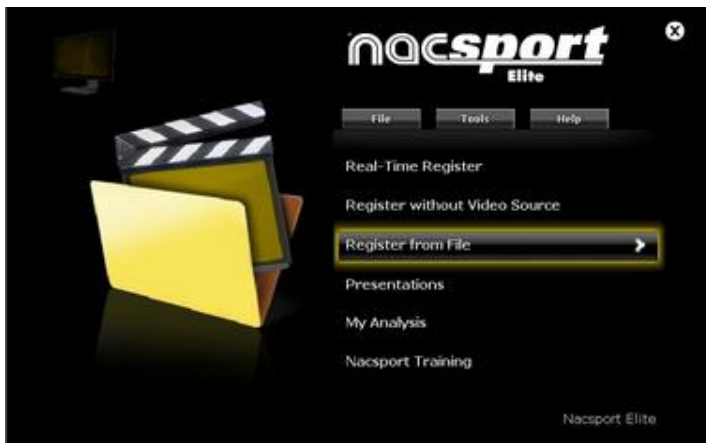 nacsport
Elite
File Tools Help
Real-Time Register
Register without Video Source
Register from File
Presentations
My Analysis
Nacsport Training
Nacsport Elite